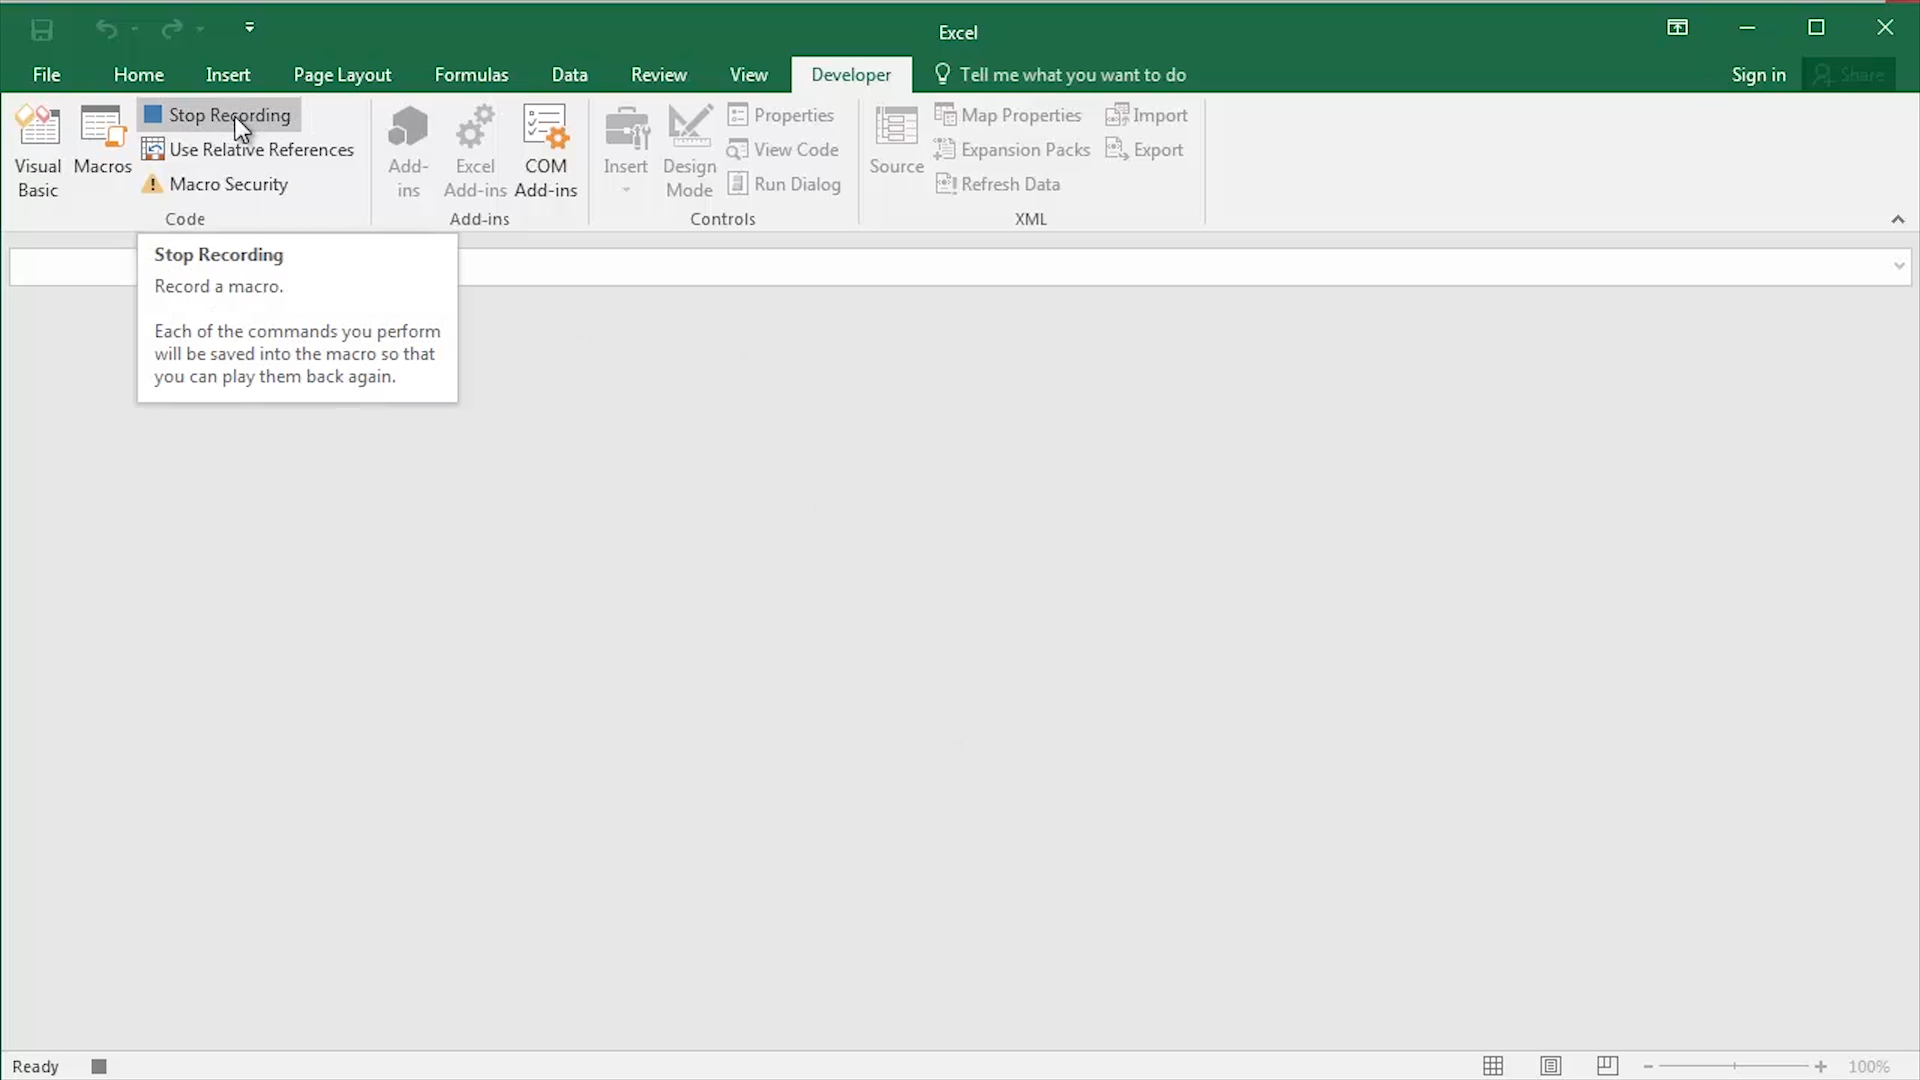 Excel
File Home Insert Page Layout Formulas Data Review View Developer Tell me what you want to do Sign in Share
Visual Basic
Macros
Stop Recording
Use Relative References
Macro Security
Code
Add-
ins
Excel
Add-ins
COM
Add-ins
Add-ins
Insert
Design
Mode
Properties
View Code
Run Dialog
Controls
Source
Map Properties
Expansion Packs
Refresh Data
Import
Export
XML
Stop Recording
Record a macro.
Each of the commands you perform
will be saved into the macro so that
you can play them back again.
Ready
100%